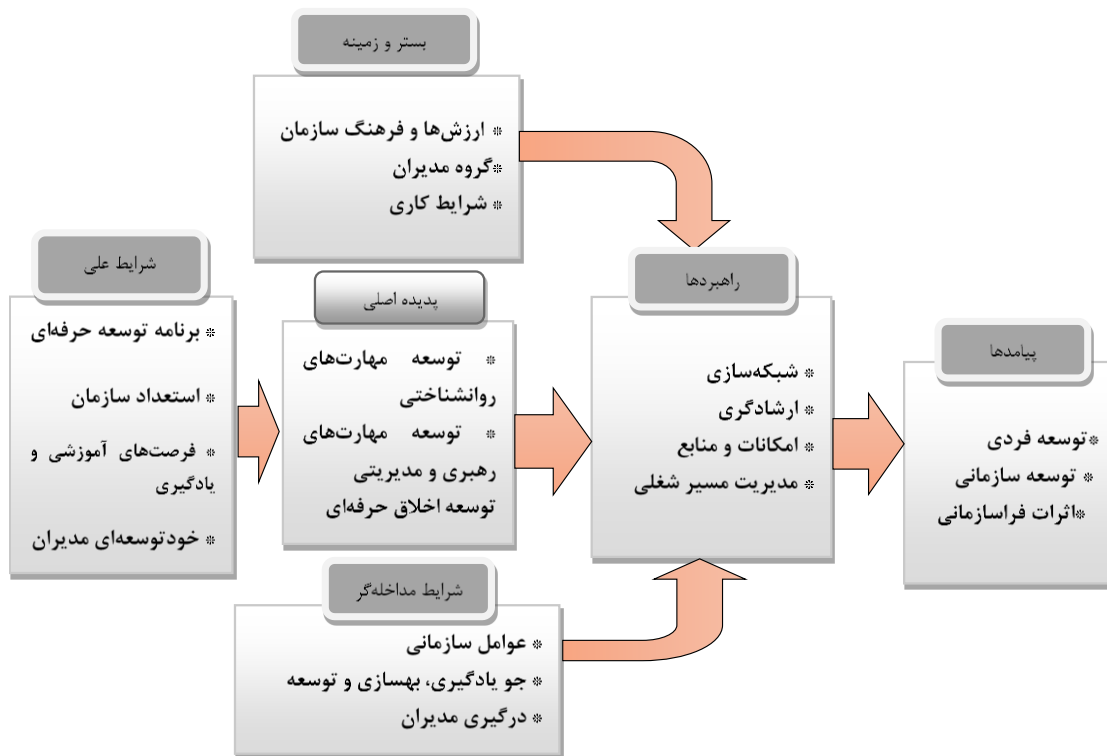 بستر و زمینه
※ ارزش‌ها و فرهنگ سازمان
※گروه مدیران
※ شرایط کاری
شرایط علی
※ برنامه توسعه حرفه‌ای
※ استعداد سازمان
※ فرصت‌های آموزشی و
یادگیری
※ خودتوسعه‌ای مدیران
پدیده اصلی
※ توسعه مهارت‌های
روانشناختی
※ توسعه مهارت‌های
رهبری و مدیریتی
توسعه اخلاق حرفه‌ای
شرایط مداخله‌گر
※ عوامل سازمانی
※ جو یادگیری، بهسازی و توسعه
※ درگیری مدیران
راهبردها
※ شبکه‌سازی
※ ارشادگری
※ امکانات و منابع
※ مدیریت مسیر شغلی
پیامدها
※توسعه فردی
※ توسعه سازمانی
※اثرات فراسازمانی